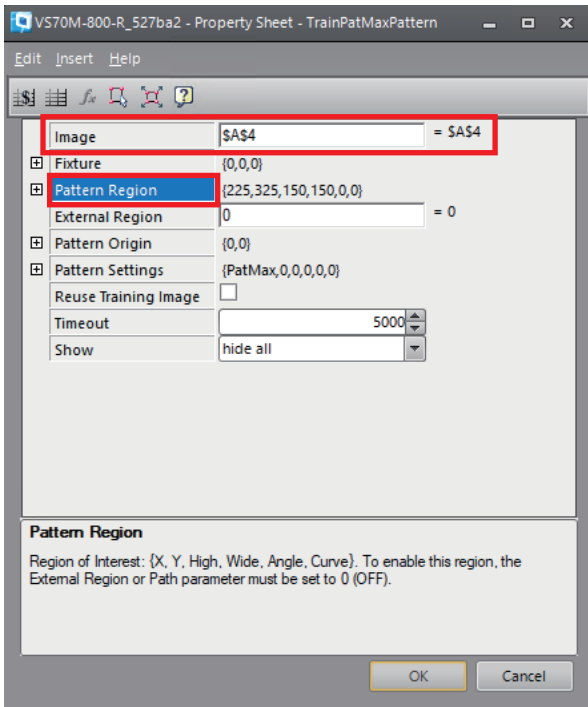 VS70M-800-R_527ba2 - Property Sheet - TrainPatMaxPattern
Edit Insert Help
Image $A$4 = $A$4
Fixture {0,0,0}
Pattern Region {225,325,150,150,0,0}
External Region 0 = 0
Pattern Origin {0,0}
Pattern Settings {PatMax,0,0,0,0,0}
Reuse Training Image
Timeout 5000
Show hide all
Pattern Region
Region of Interest: {X, Y, High, Wide, Angle, Curve}. To enable this region, the
External Region or Path parameter must be set to 0 (OFF).
OK Cancel